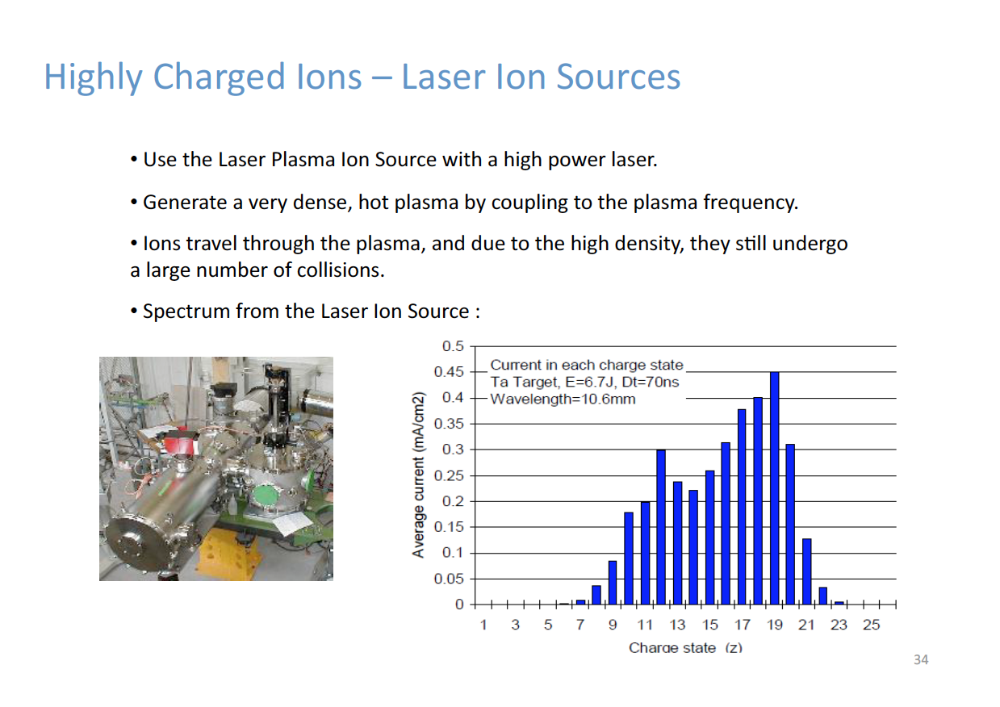 Highly Charged Ions – Laser Ion Sources
• Use the Laser Plasma Ion Source with a high power laser.
• Generate a very dense, hot plasma by coupling to the plasma frequency.
• Ions travel through the plasma, and due to the high density, they still undergo
a large number of collisions.
• Spectrum from the Laser Ion Source :
Current in each charge state
Ta Target, E=6.7J, Dt=70ns
Wavelength=10.6mm
Average current (mA/cm2)
0.5
0.45
0.4
0.35
0.3
0.25
0.2
0.15
0.1
0.05
0
1 3 5 7 9 11 13 15 17 19 21 23 25
Charge state (z)
34